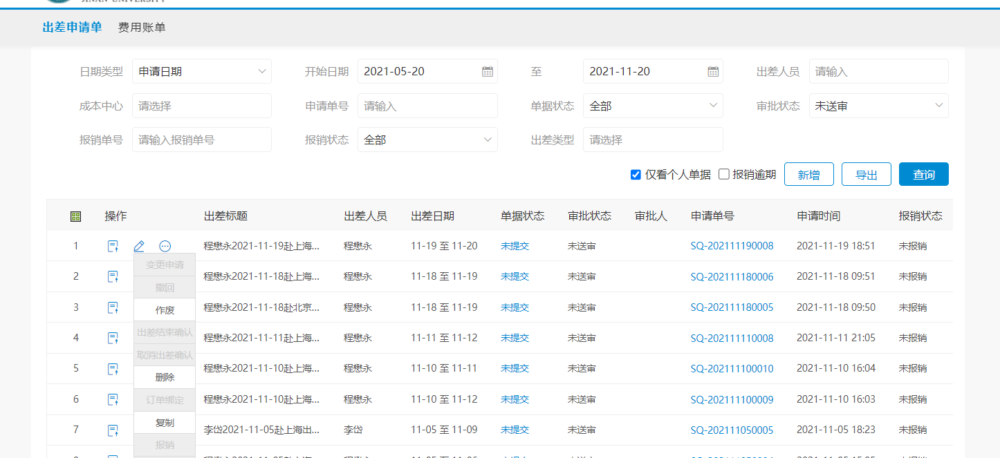 JINAN UNIVERSITY
出差申请单 费用账单
日期类型 申请日期 开始日期 2021-05-20 至 2021-11-20 出差人员 请输入
成本中心 请选择 申请单号 请输入 单据状态 全部 审批状态 未送审
报销单号 请输入报销单号 报销状态 全部 出差类型 请选择
仅看个人单据 报销逾期 新增 导出 查询
操作 出差标题 出差人员 出差日期 单据状态 审批状态 审批人 申请单号 申请时间 报销状态
1 程懋永2021-11-19赴上海... 程懋永 11-19 至 11-20 未提交 未送审 SQ-202111190008 2021-11-19 18:51 未报销
变更申请
2 程懋永2021-11-18赴上海... 程懋永 11-18 至 11-19 未提交 未送审 SQ-202111180006 2021-11-18 09:51 未报销
撤回
3 程懋永2021-11-18赴北京... 程懋永 11-18 至 11-19 未提交 未送审 SQ-202111180005 2021-11-18 09:50 未报销
作废
出差结束确认
4 程懋永2021-11-11赴上海... 程懋永 11-11 至 11-12 未提交 未送审 SQ-202111110008 2021-11-11 21:05 未报销
取消出差确认
5 程懋永2021-11-10赴上海... 程懋永 11-10 至 11-11 未提交 未送审 SQ-202111100010 2021-11-10 16:04 未报销
删除
6 程懋永2021-11-10赴上海... 程懋永 11-10 至 11-12 未提交 未送审 SQ-202111100009 2021-11-10 16:03 未报销
订单绑定
复制
7 李岱2021-11-05赴上海出... 李岱 11-05 至 11-09 未提交 未送审 SQ-202111050005 2021-11-05 18:23 未报销
报销